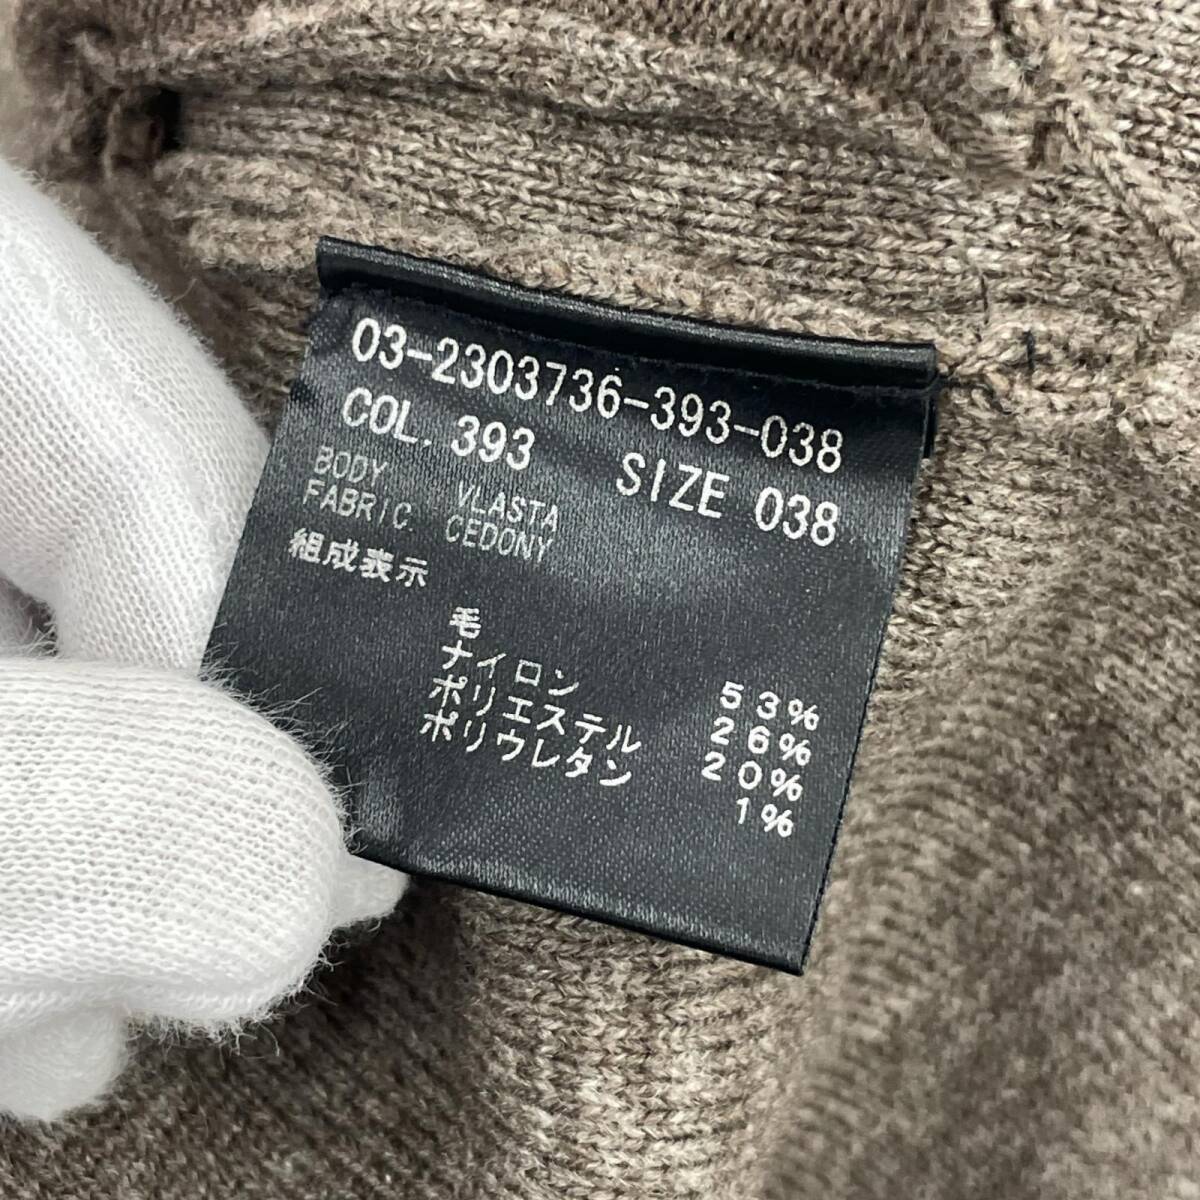 03-2303736-393-038
COL. 393 SIZE 038
BODY VLASTA
FABRIC CEDONY
組成表示
毛 53%
ナイロン 26%
ポリエステル 20%
ポリウレタン 1%